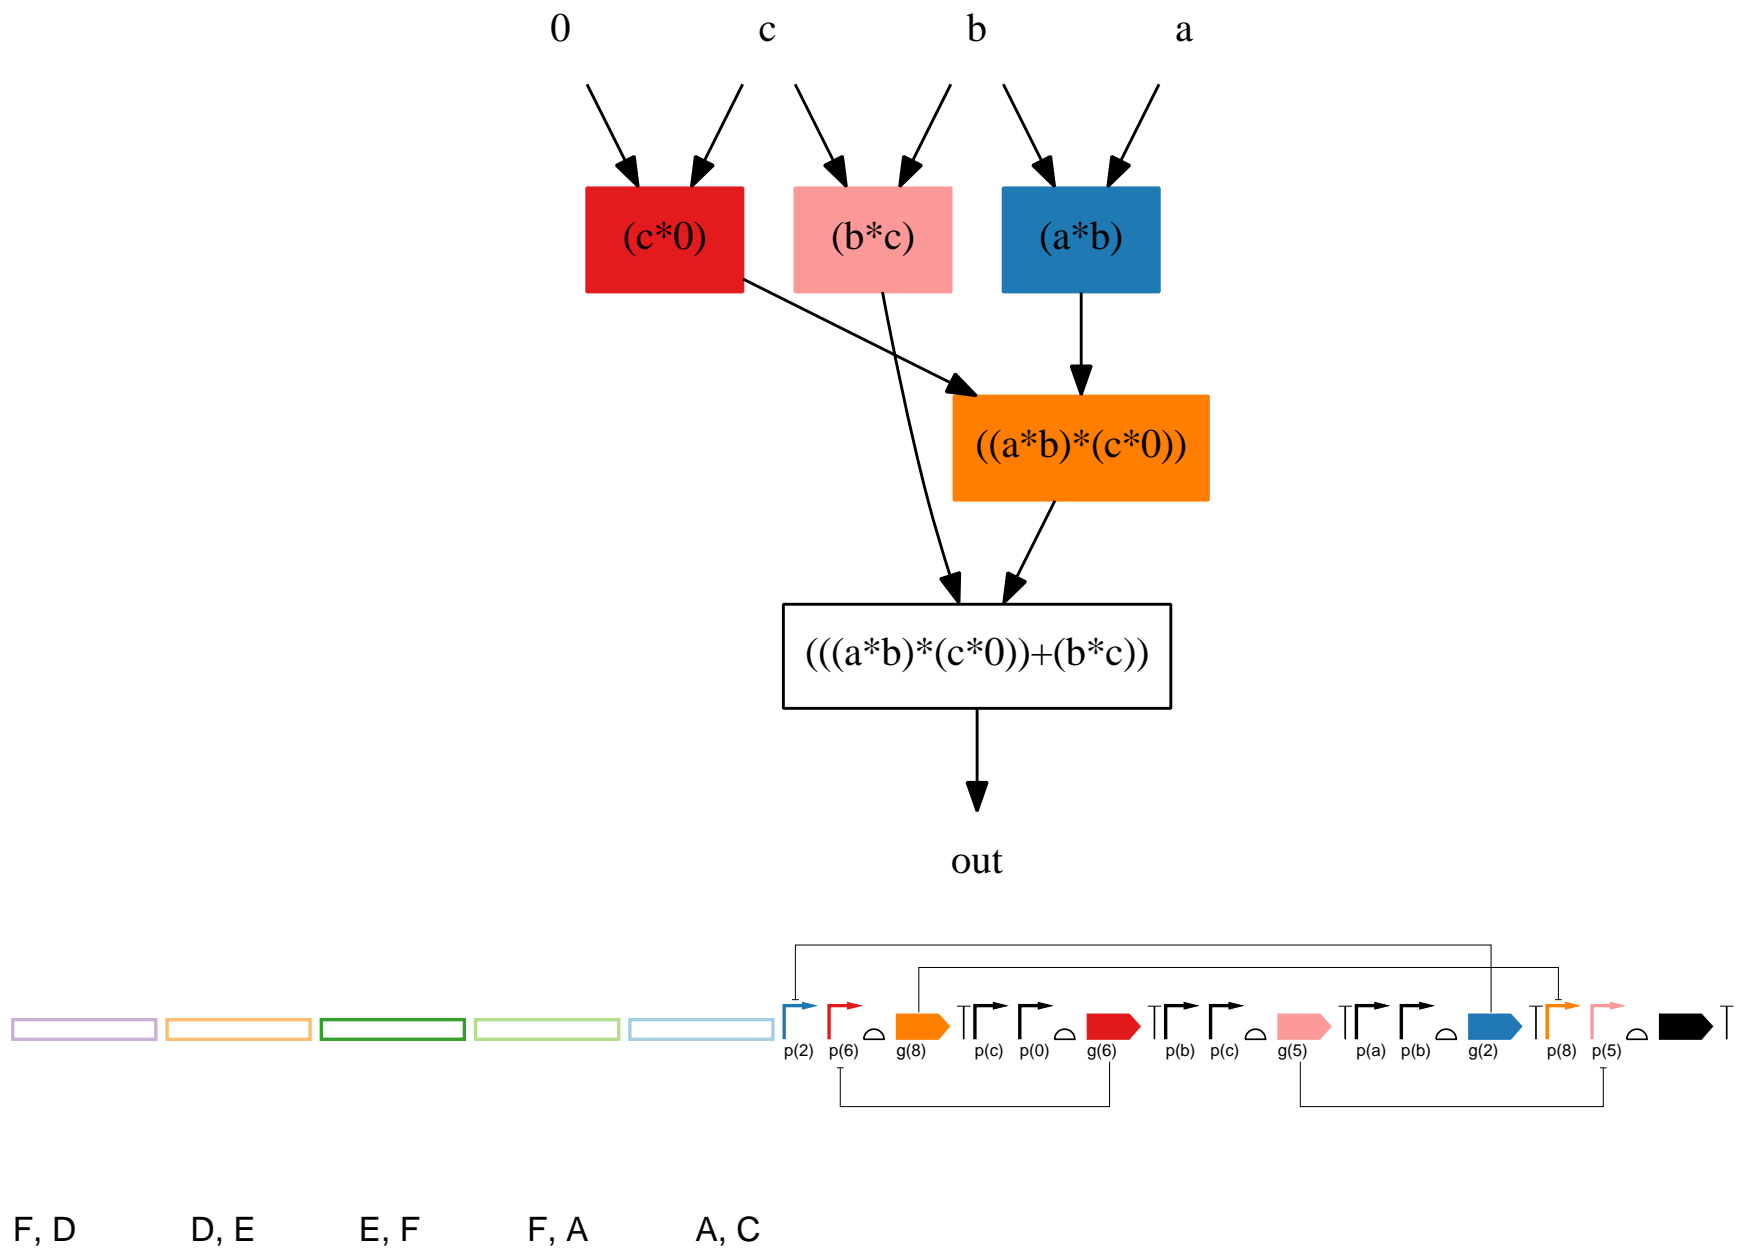 0 c b a
(c*0) (b*c) (a*b)
((a*b)*(c*0))
(((a*b)*(c*0))+(b*c))
out
p(2) p(6) g(8) p(c) p(0) g(6) p(b) p(c) g(5) p(a) p(b) g(2) p(8) p(5)
F, D D, E E, F F, A A, C